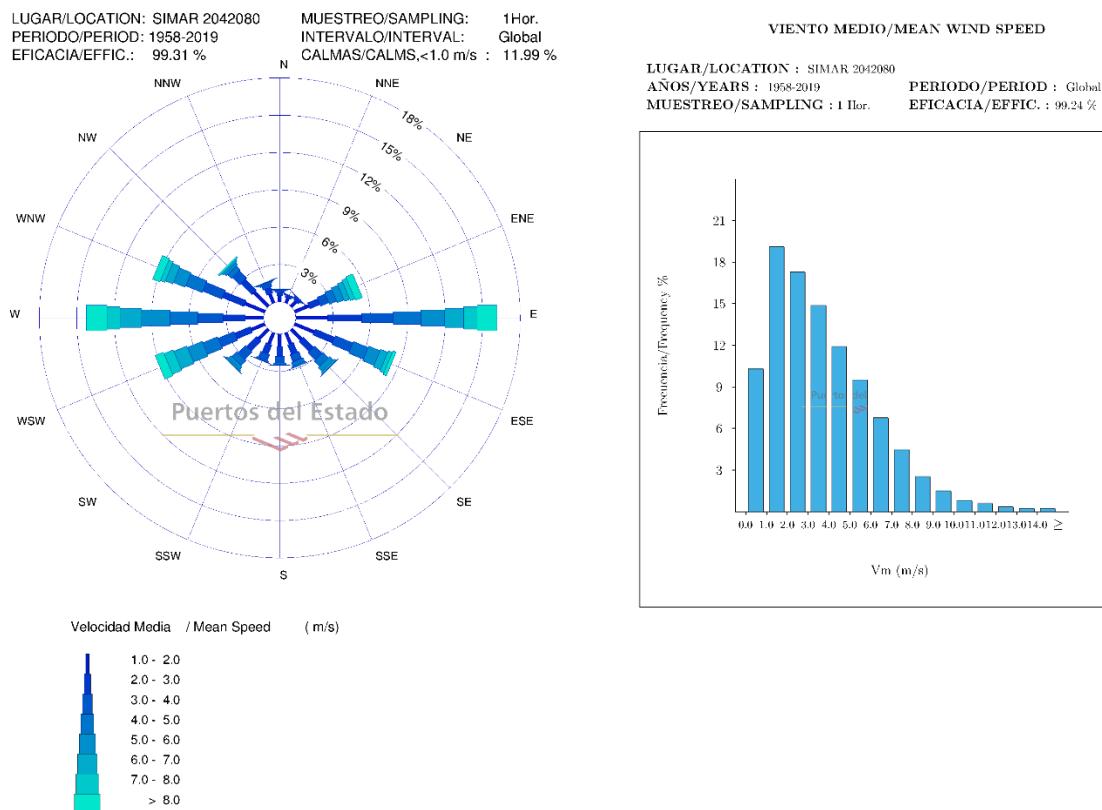 LUGAR/LOCATION: SIMAR 2042080
PERIODO/PERIOD: 1958-2019
EFICACIA/EFFIC.: 99.31 %
MUESTREO/SAMPLING: 1Hor.
INTERVALO/INTERVAL: Global
CALMAS/CALMS,<1.0 m/s : 11.99 %
N
NNW
NNE
NW
NE
WNW
ENE
W
E
WSW
ESE
SW
SE
SSW
SSE
S
18%
15%
12%
9%
6%
3%
Puertos del Estado
Velocidad Media / Mean Speed (m/s)
1.0 - 2.0
2.0 - 3.0
3.0 - 4.0
4.0 - 5.0
5.0 - 6.0
6.0 - 7.0
7.0 - 8.0
> 8.0
VIENTO MEDIO/MEAN WIND SPEED
LUGAR/LOCATION : SIMAR 2042080
AÑOS/YEARS : 1958-2019 PERIODO/PERIOD : Global
MUESTREO/SAMPLING : 1 Hor. EFICACIA/EFFIC. : 99.24 %
Frecuencia/Frequency %
21
18
15
12
9
6
3
Puertos del
0.0 1.0 2.0 3.0 4.0 5.0 6.0 7.0 8.0 9.0 10.0 11.0 12.0 13.0 14.0 ≥
Vm (m/s)